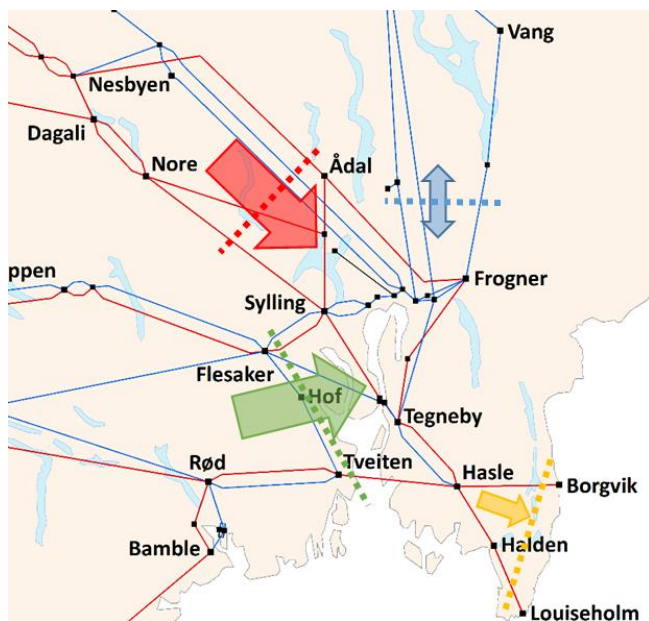 Vang
Nesbyen
Dagali
Nore
Ådal
ppen
Frogner
Sylling
Flesaker
Hof
Tegneby
Rød
Tveiten
Hasle
Borgvik
Bamble
Halden
Louiseholm